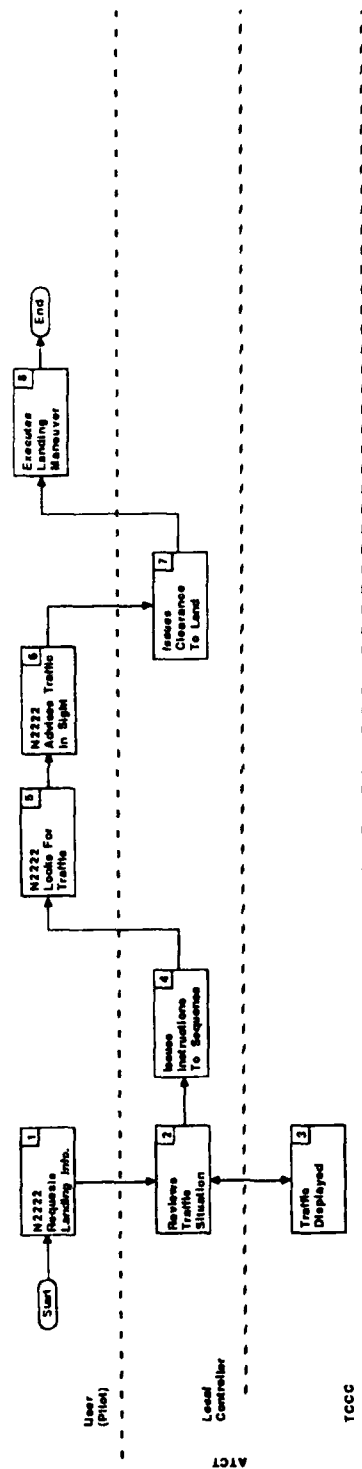 Start
1
N2222
Requests
Landing Info.
User
(Pilot)
2
Reviews
Traffic
Situation
3
Traffic
Displayed
4
Issues
Instructions
To Sequence
5
N2222
Looks For
Traffic
6
N2222
Advises Traffic
In Sight
7
Issues
Clearance
To Land
8
Executes
Landing
Maneuver
End
Local
Controller
ATCT
TCCC